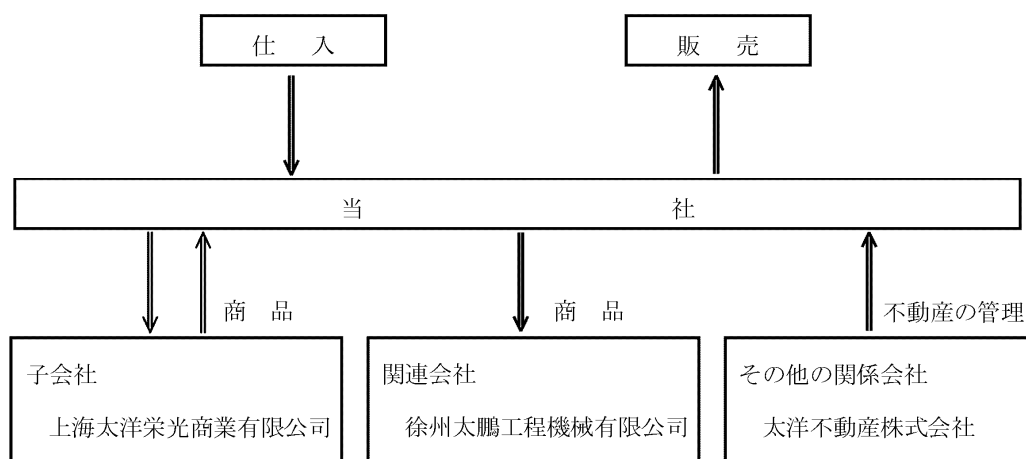 仕 入
販 売
当 社
商 品
商 品
不動産の管理
子会社
上海太洋栄光商業有限公司
関連会社
徐州太鵬工程機械有限公司
その他の関係会社
太洋不動産株式会社